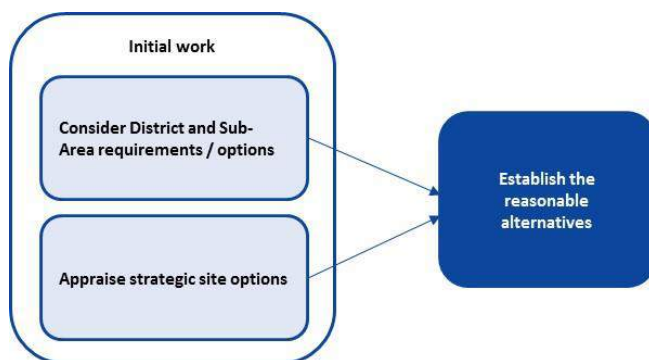 Initial work
Consider District and Sub-
Area requirements / options
Appraise strategic site options
Establish the
reasonable
alternatives